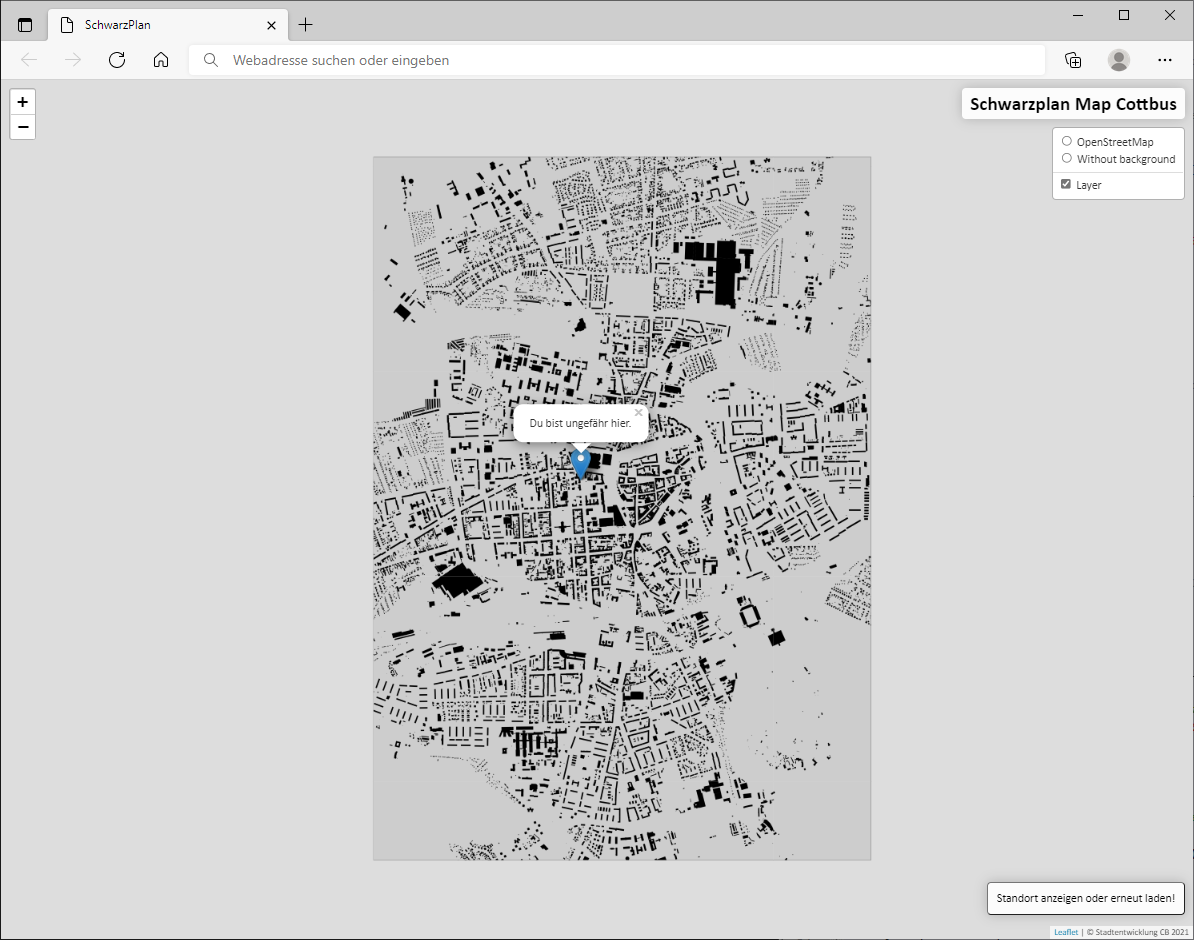 SchwarzPlan
Webadresse suchen oder eingeben
+
−
Schwarzplan Map Cottbus
OpenStreetMap
Without background
Layer
Du bist ungefähr hier.
Standort anzeigen oder erneut laden!
Leaflet | © Stadtentwicklung CB 2021